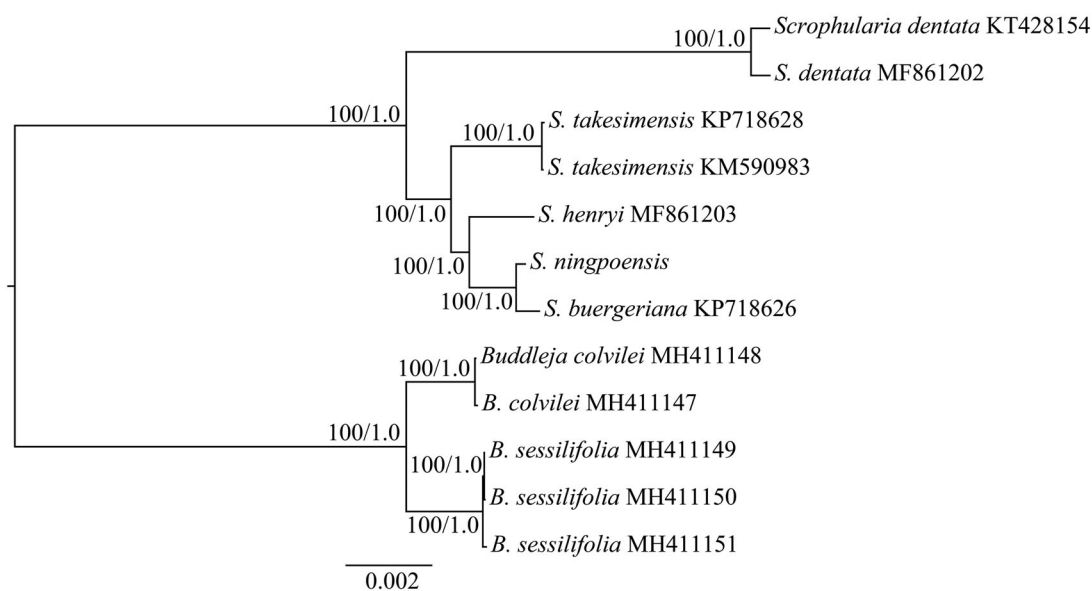 Scrophularia dentata KT428154
100/1.0
S. dentata MF861202
100/1.0
S. takesimensis KP718628
100/1.0
S. takesimensis KM590983
100/1.0
S. henryi MF861203
100/1.0
S. ningpoensis
100/1.0
S. buergeriana KP718626
Buddleja colvilei MH411148
100/1.0
B. colvilei MH411147
100/1.0
B. sessilifolia MH411149
100/1.0
B. sessilifolia MH411150
100/1.0
B. sessilifolia MH411151
0.002